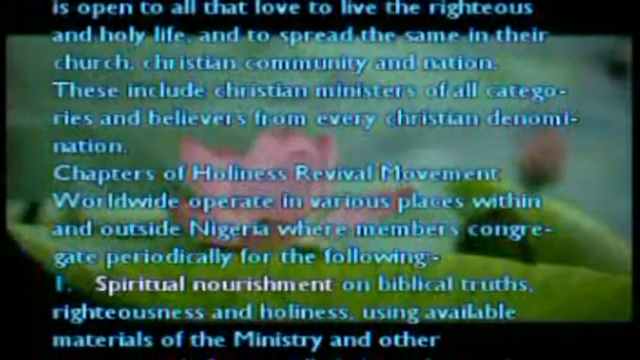 is open to all that love to live the righteous
and holy life, and to spread the same in their
church, christian community and nation.
These include christian ministers of all catego-
ries and believers from every christian denomi-
nation.
Chapters of Holiness Revival Movement
Worldwide operate in various places within
and outside Nigeria where members congre-
gate periodically for the following:-
1. Spiritual nourishment on biblical truths,
righteousness and holiness, using available
materials of the Ministry and other